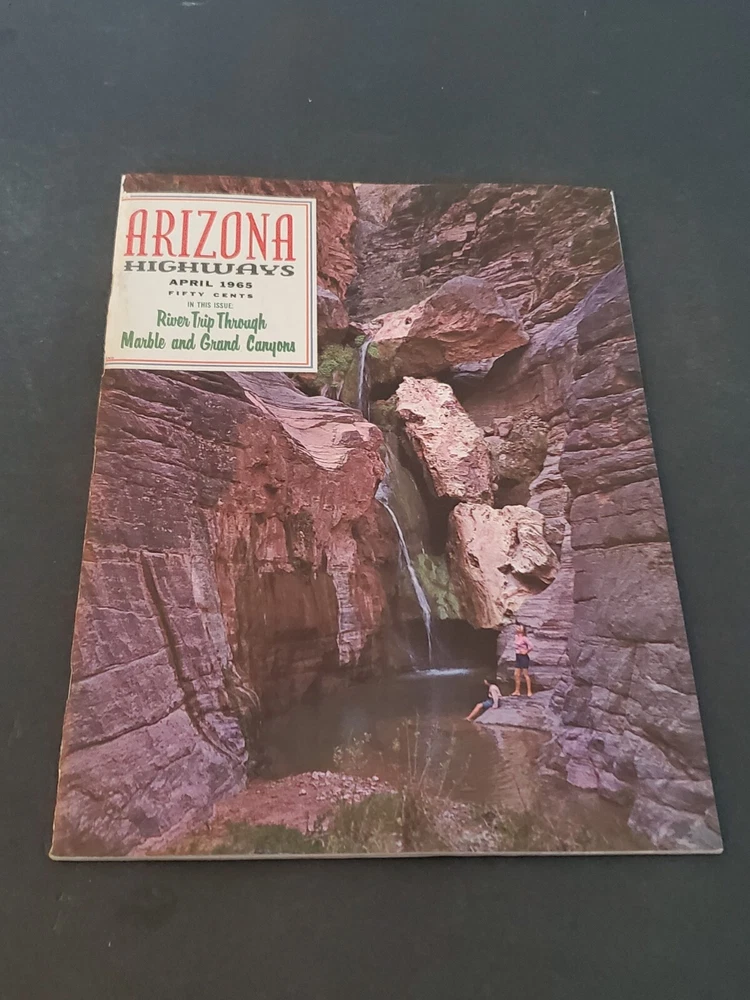 ARIZONA
HIGHWAYS
APRIL 1965
FIFTY CENTS
IN THIS ISSUE:
River Trip Through
Marble and Grand Canyons